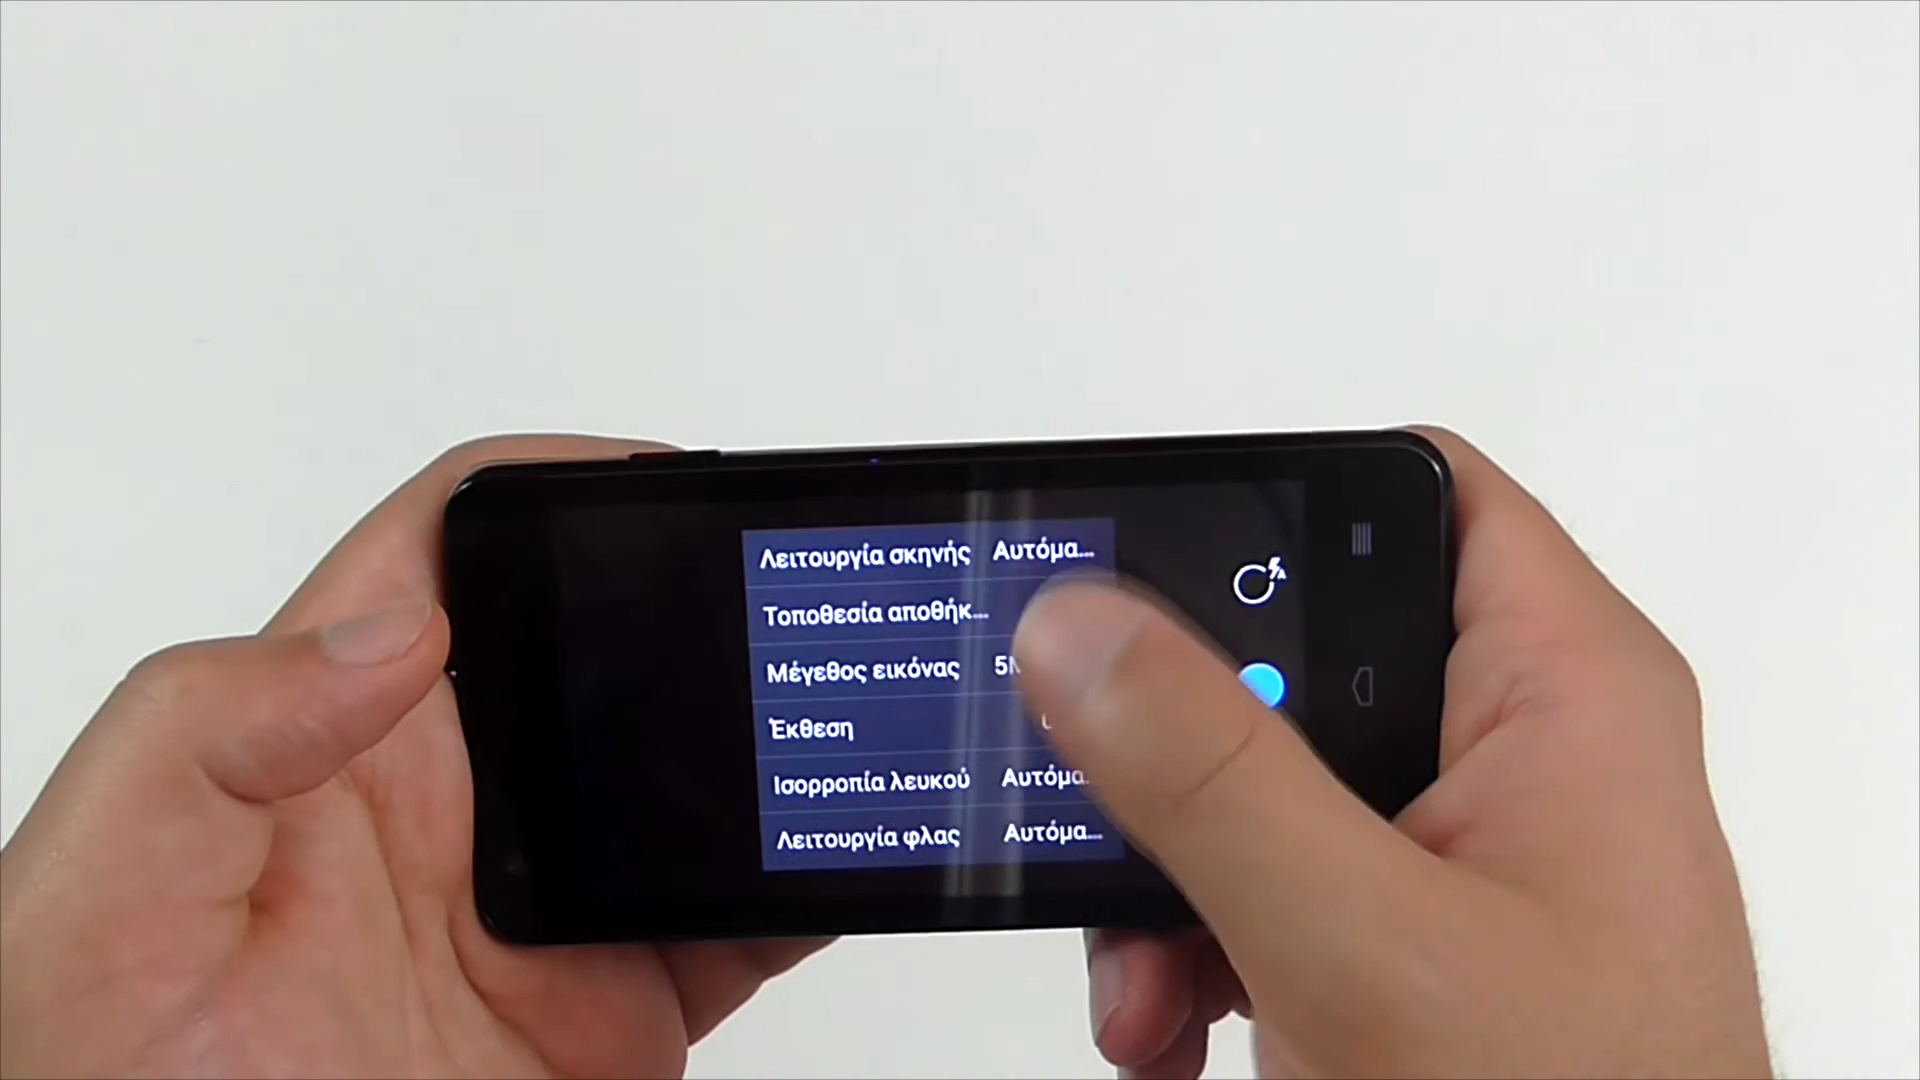 Λειτουργία σκηνής Αυτόμα...
Τοποθεσία αποθήκ...
Μέγεθος εικόνας
Έκθεση
Ισορροπία λευκού Αυτόμα..
Λειτουργία φλας Αυτόμα...